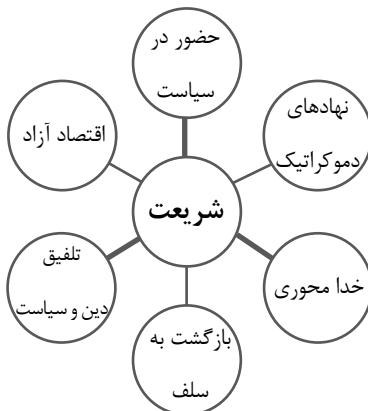 حضور در
سیاست
نهادهای
دموکراتیک
اقتصاد آزاد
شریعت
خدا محوری
تلفیق
دین و سیاست
بازگشت به
سلف